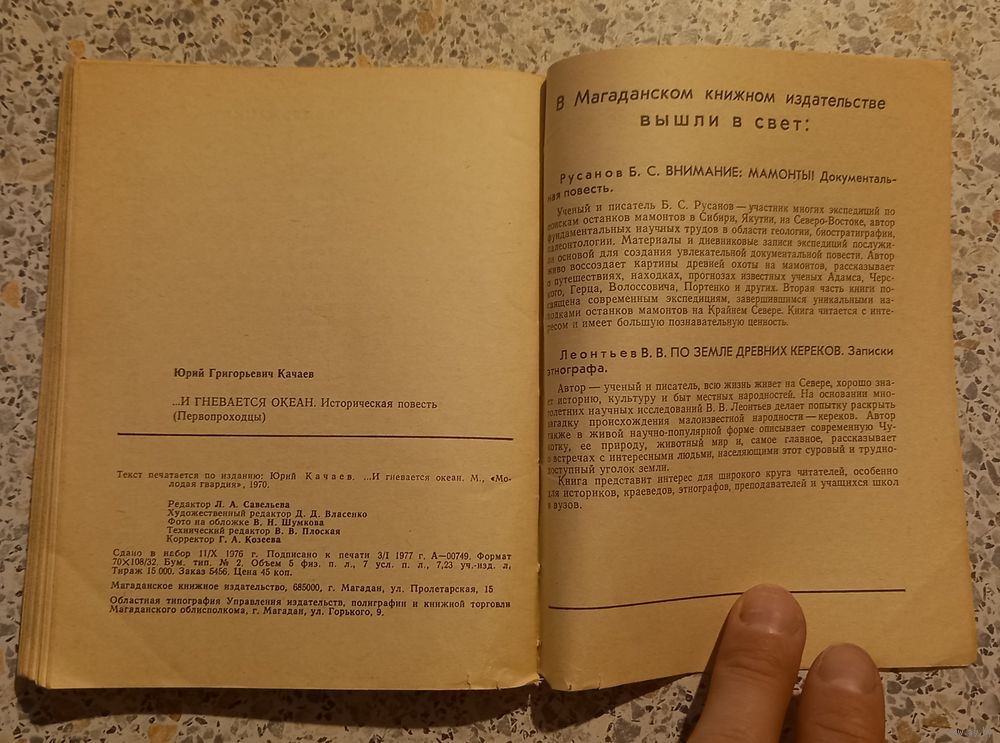 Юрий Григорьевич Качаев
...И ГНЕВАЕТСЯ ОКЕАН. Историческая повесть
(Первопроходцы)
Текст печатается по изданию: Юрий Качаев. ...И гневается океан. М., «Мо-
лодая гвардия», 1970.
Редактор Л. А. Савельева
Художественный редактор Д. Д. Власенко
Фото на обложке В. Н. Шумкова
Технический редактор В. В. Плоская
Корректор Г. А. Козеева
Сдано в набор 11/X 1976 г. Подписано к печати 3/I 1977 г. А—00749. Формат
70×108/32. Бум. тип. № 2, Объем 5 физ. п. л., 7 усл. п. л., 7,23 уч.-изд. л,
Тираж 15 000. Заказ 5456. Цена 45 коп.
Магаданское книжное издательство, 685000, г. Магадан, ул. Пролетарская, 15
Областная типография Управления издательств, полиграфии и книжной торговли
Магаданского облисполкома, г. Магадан, ул. Горького, 9.
В Магаданском книжном издательстве
вышли в свет:
Русанов Б. С. ВНИМАНИЕ: МАМОНТЫ! Документаль-
ная повесть.
Ученый и писатель Б. С. Русанов — участник многих экспедиций по
поискам останков мамонтов в Сибири, Якутии, на Северо-Востоке, автор
фундаментальных научных трудов в области геологии, биостратиграфии,
палеонтологии. Материалы и дневниковые записи экспедиций послужи-
ли основой для создания увлекательной документальной повести. Автор
живо воссоздает картины древней охоты на мамонтов, рассказывает
о путешествиях, находках, прогнозах известных ученых Адамса, Черс-
кого, Герца, Волоссовича, Портенко и других. Вторая часть книги по-
священа современным экспедициям, завершившимся уникальными на-
ходками останков мамонтов на Крайнем Севере. Книга читается с инте-
ресом и имеет большую познавательную ценность.
Леонтьев В. В. ПО ЗЕМЛЕ ДРЕВНИХ КЕРЕКОВ. Записки
этнографа.
Автор — ученый и писатель, всю жизнь живет на Севере, хорошо зна-
ет историю, культуру и быт местных народностей. На основании мно-
голетних научных исследований В. В. Леонтьев делает попытку раскрыть
загадку происхождения малоизвестной народности — кереков. Автор
также в живой научно-популярной форме описывает современную Чу-
котку, ее природу, животный мир и, самое главное, рассказывает
о встречах с интересными людьми, населяющими этот суровый и трудно-
доступный уголок земли.
Книга представит интерес для широкого круга читателей, особенно
для историков, краеведов, этнографов, преподавателей и учащихся школ
и вузов.